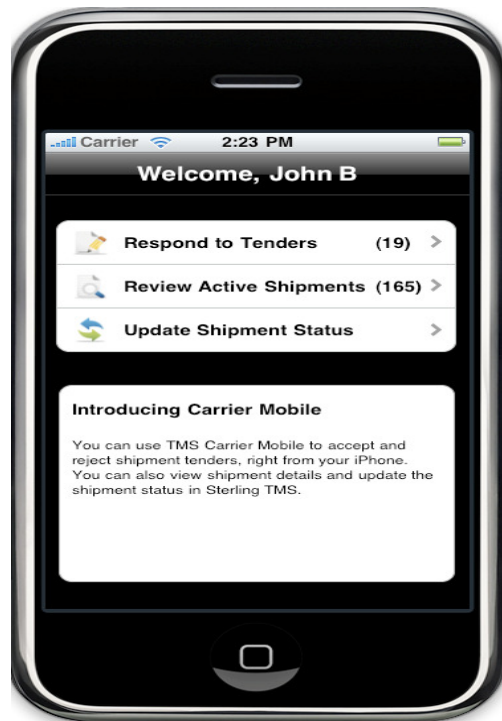 Carrier 2:23 PM
Welcome, John B
Respond to Tenders (19)
Review Active Shipments (165)
Update Shipment Status
Introducing Carrier Mobile
You can use TMS Carrier Mobile to accept and
reject shipment tenders, right from your iPhone.
You can also view shipment details and update the
shipment status in Sterling TMS.